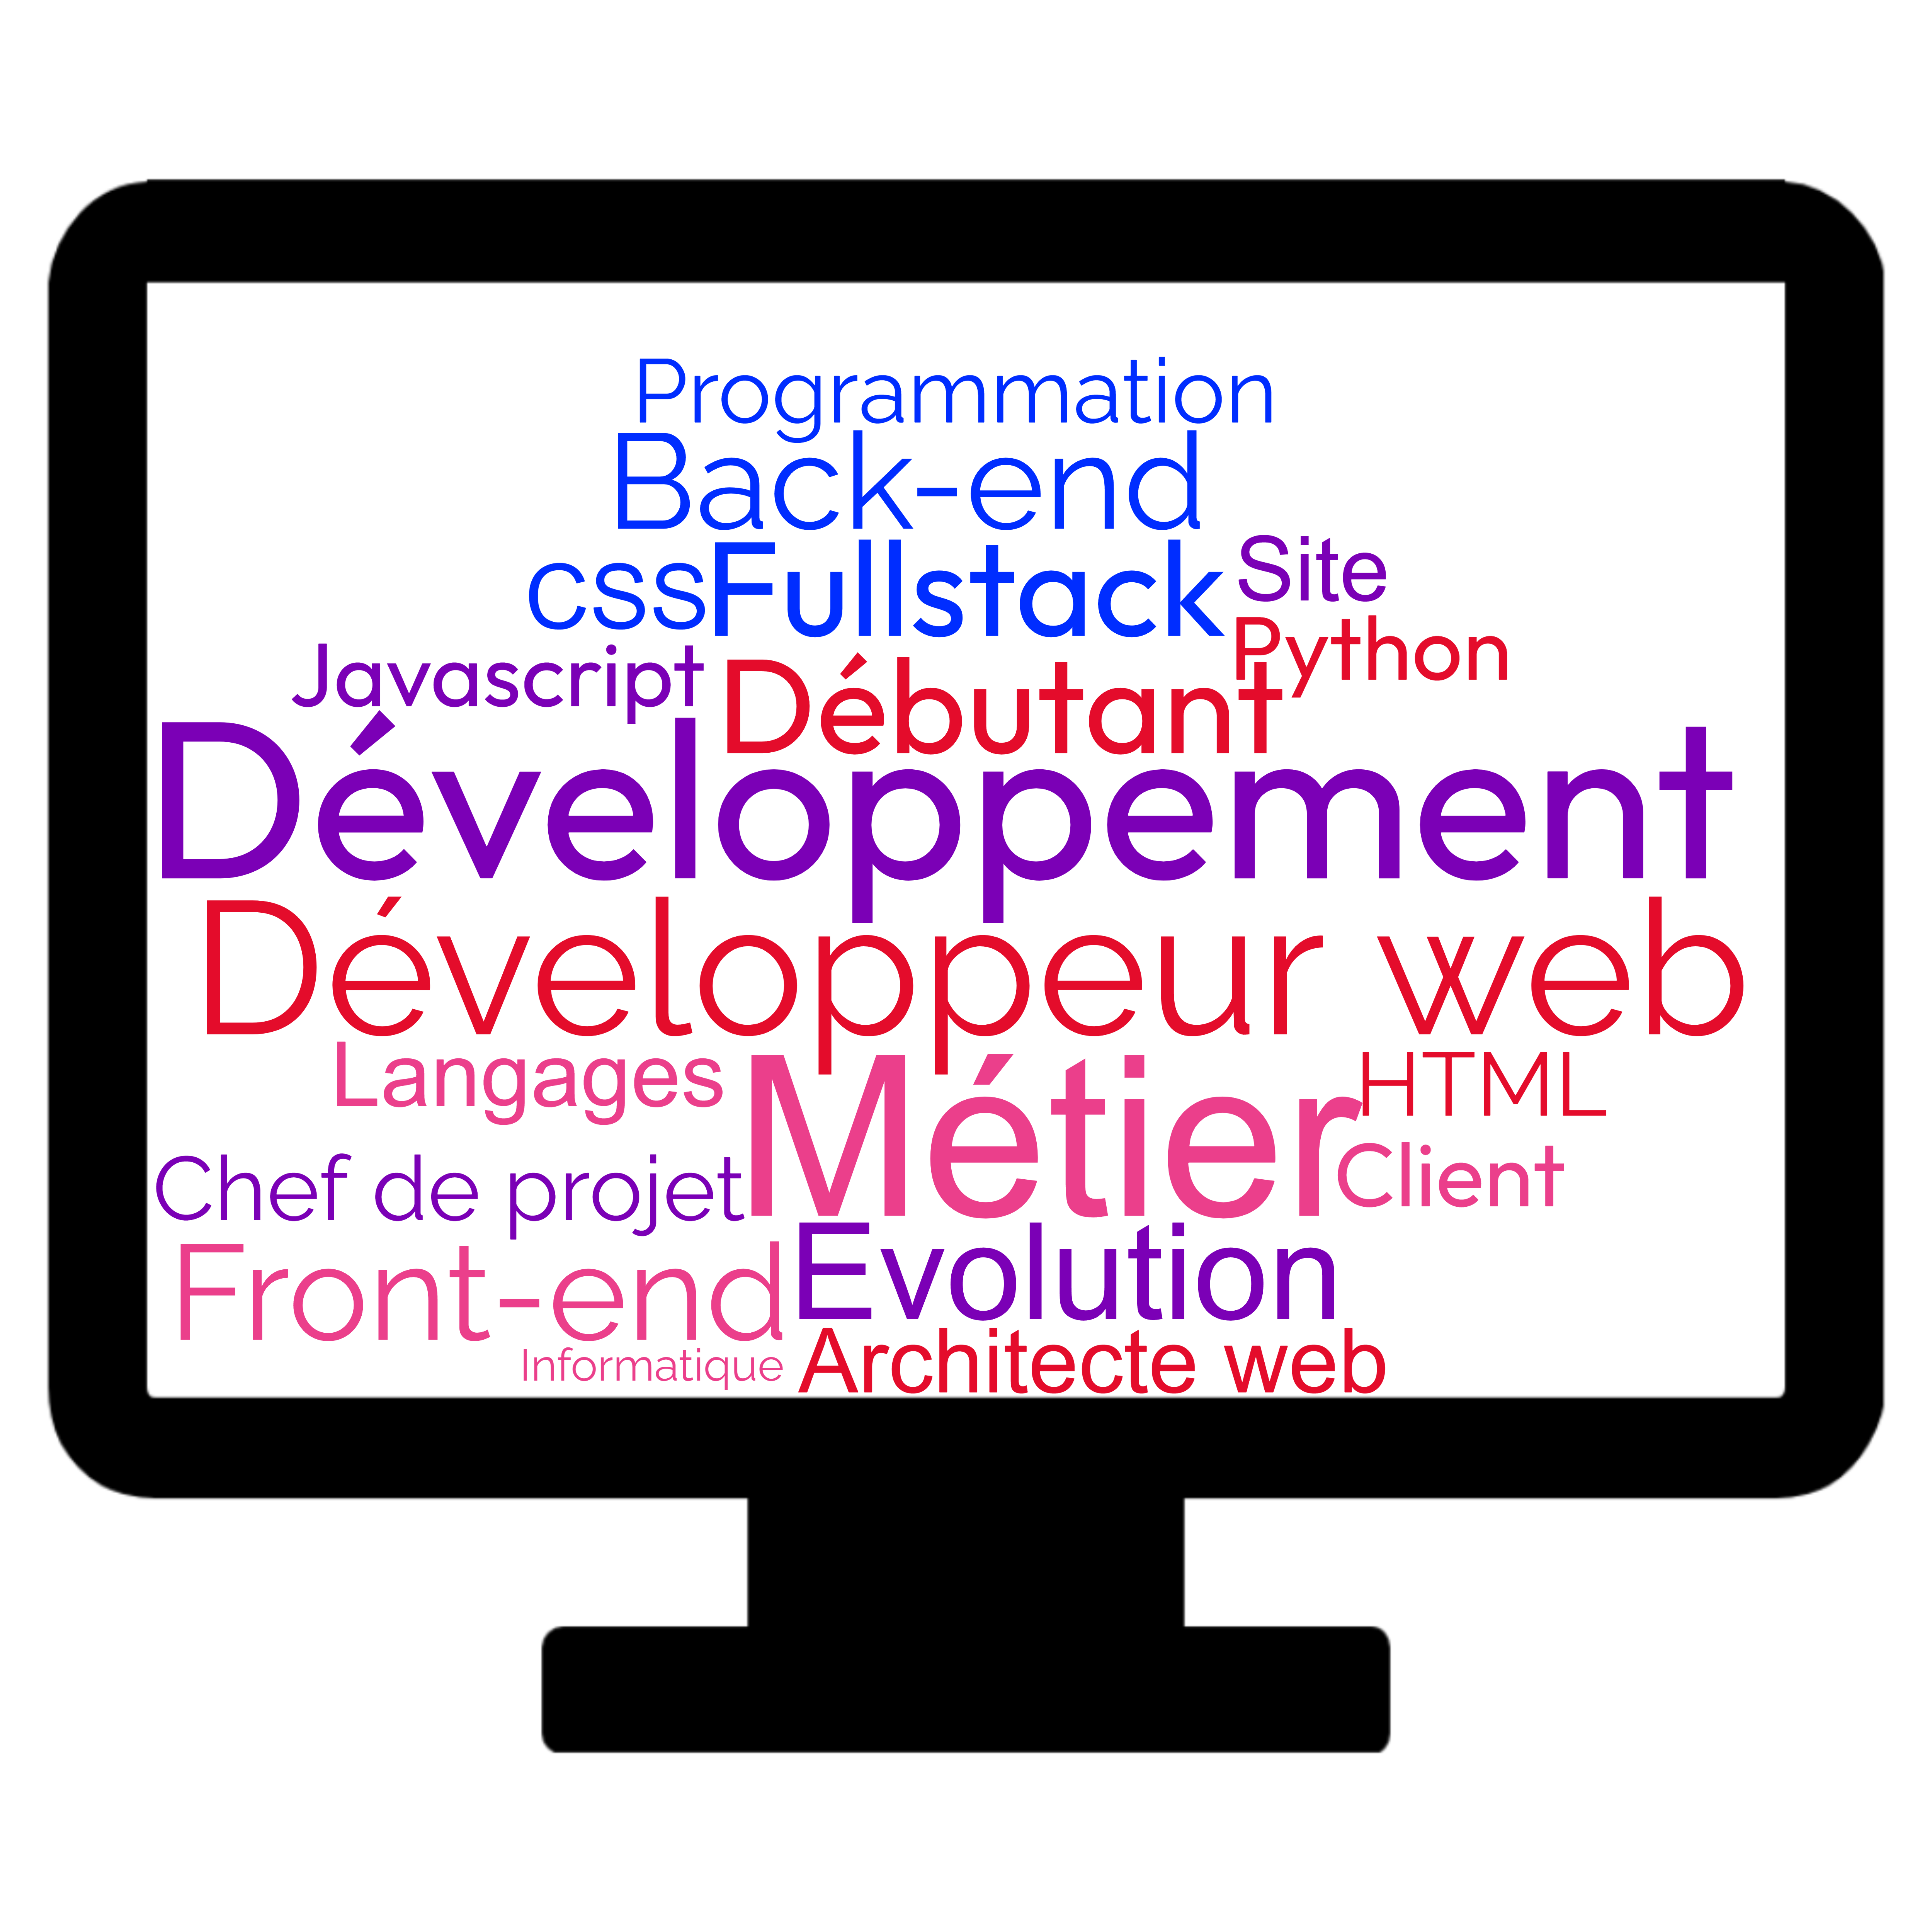 Programmation
Back-end
css Fullstack Site
Python
Javascript Débutant
Développement
Développeur web
Langages Métier HTML
Chef de projet Client
Front-end Evolution
Informatique Architecte web